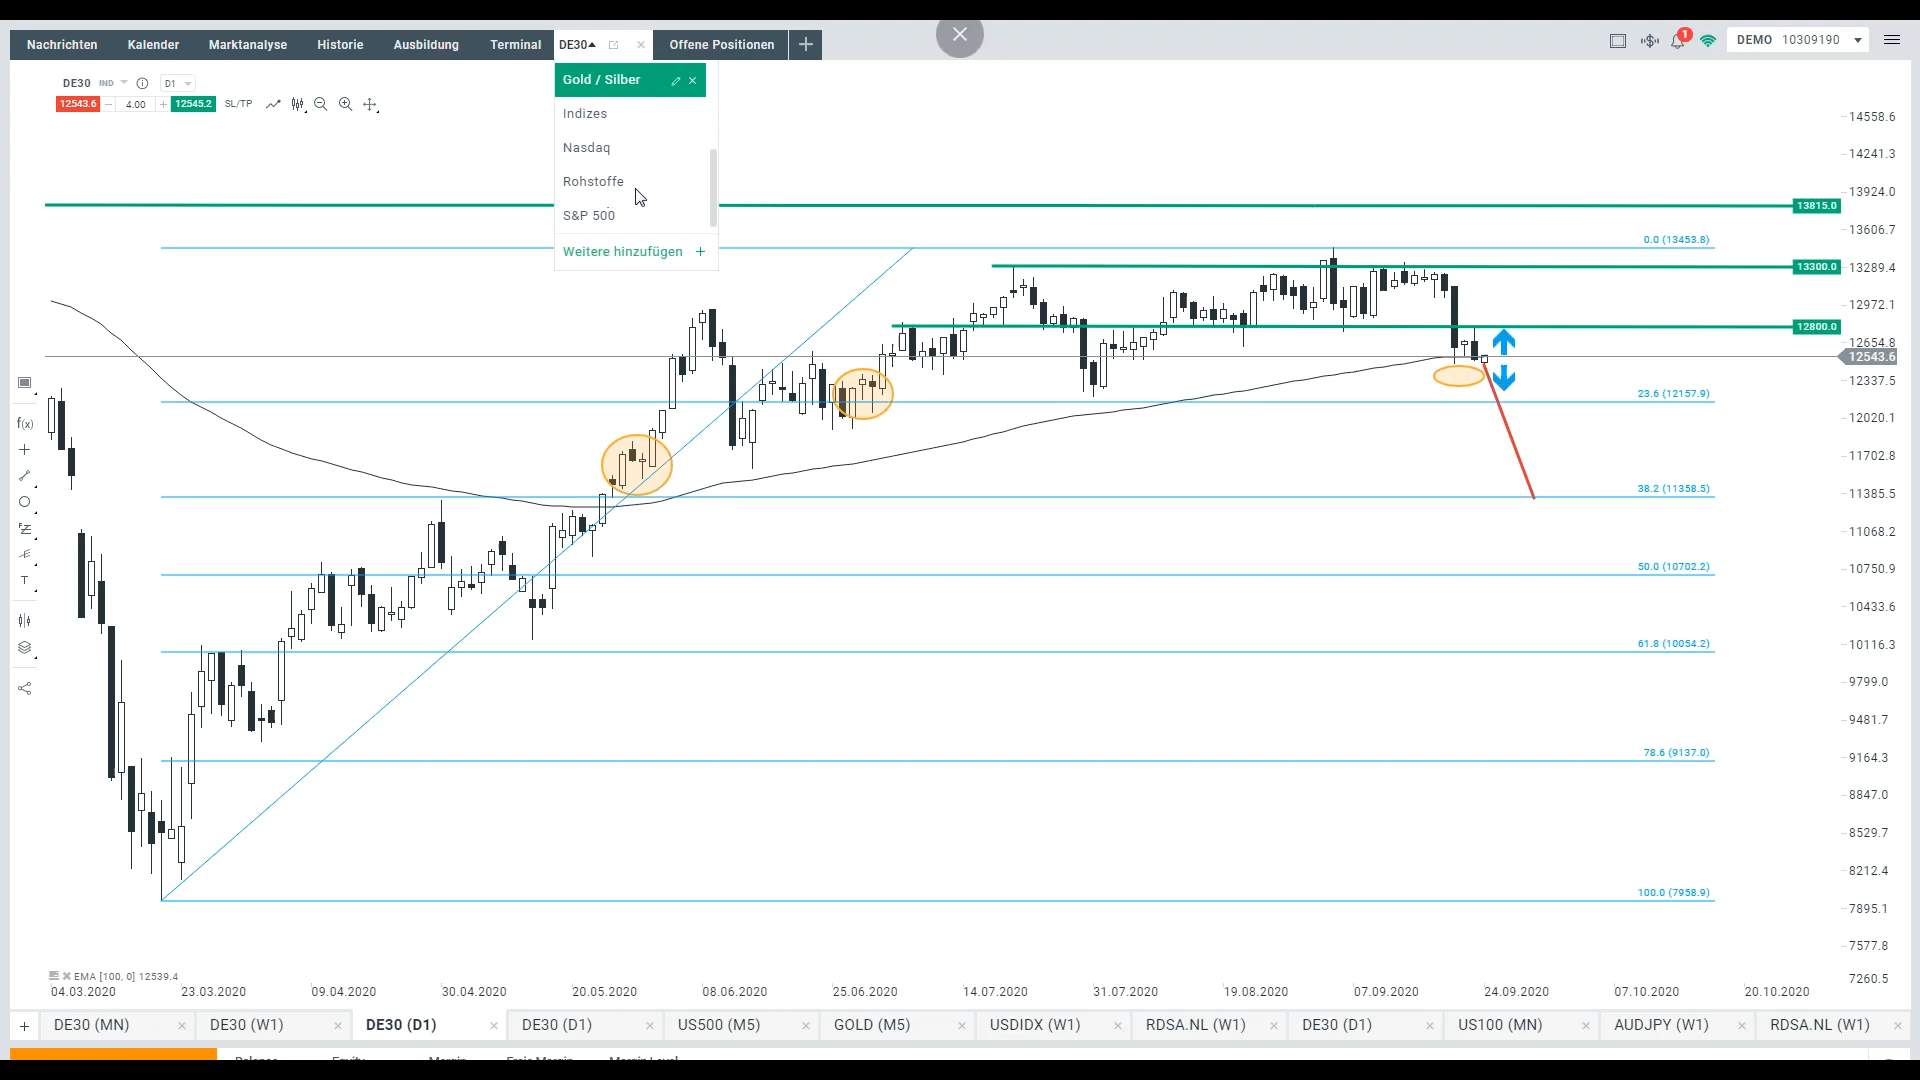 Nachrichten Kalender Marktanalyse Historie Ausbildung Terminal DE30 Offene Positionen
1 DEMO 10309190
DE30 IND D1
12543.6 4.00 12545.2 SL/TP
Gold / Silber
Indizes
Nasdaq
Rohstoffe
S&P 500
Weitere hinzufügen +
14558.6
14241.3
13924.0
13815.0
13606.7
0.0 (13453.8)
13300.0
13289.4
12972.1
12800.0
12654.8
12543.6
12337.5
23.6 (12157.9)
12020.1
11702.8
38.2 (11358.5)
11385.5
11068.2
50.0 (10702.2)
10750.9
10433.6
61.8 (10054.2)
10116.3
9799.0
9481.7
78.6 (9137.0)
9164.3
8847.0
8529.7
8212.4
100.0 (7958.9)
7895.1
7577.8
7260.5
f(x)
T
EMA [100, 0] 12539.4
04.03.2020 23.03.2020 09.04.2020 30.04.2020 20.05.2020 08.06.2020 25.06.2020 14.07.2020 31.07.2020 19.08.2020 07.09.2020 24.09.2020 07.10.2020 20.10.2020
+ DE30 (MN) DE30 (W1) DE30 (D1) DE30 (D1) US500 (M5) GOLD (M5) USDIDX (W1) RDSA.NL (W1) DE30 (D1) US100 (MN) AUDJPY (W1) RDSA.NL (W1)
Balance Equity Margin Free Margin Margin Level